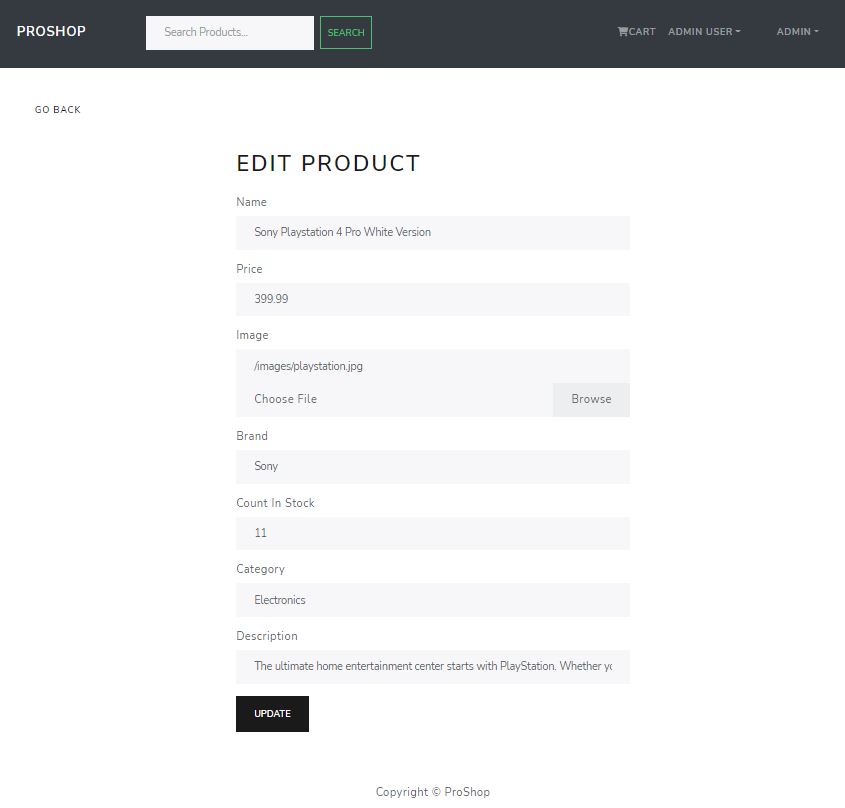 PROSHOP Search Products... SEARCH CART ADMIN USER ADMIN
GO BACK
EDIT PRODUCT
Name
Sony Playstation 4 Pro White Version
Price
399.99
Image
/images/playstation.jpg
Choose File Browse
Brand
Sony
Count In Stock
11
Category
Electronics
Description
The ultimate home entertainment center starts with PlayStation. Whether
UPDATE
Copyright © ProShop